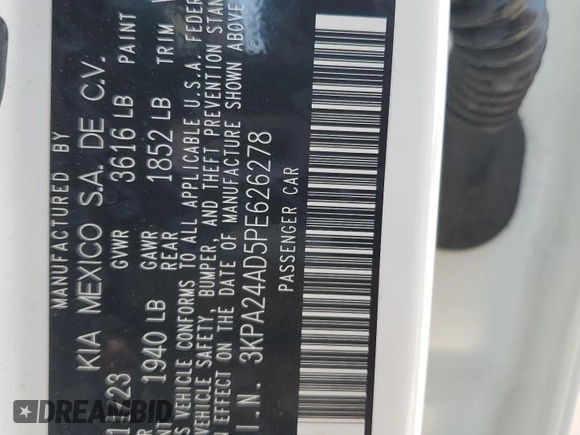 MANUFACTURED BY
KIA MEXICO S.A. DE C.V.
23 GVWR 3616 LB PAINT
1940 LB GAWR REAR 1852 LB TRIM
VEHICLE CONFORMS TO ALL APPLICABLE U.S.A. FEDER
VEHICLE SAFETY, BUMPER, AND THEFT PREVENTION STAN
IN EFFECT ON THE DATE OF MANUFACTURE SHOWN ABOVE
I.N. 3KPA24AD5PE626278
PASSENGER CAR
DREAMBID